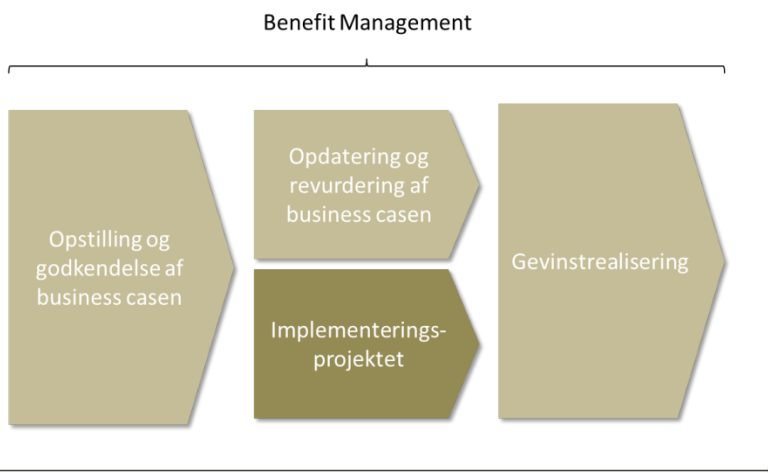 Benefit Management
Opstilling og
godkendelse af
business casen
Opdatering og
revurdering af
business casen
Implementerings-
projektet
Gevinstrealisering